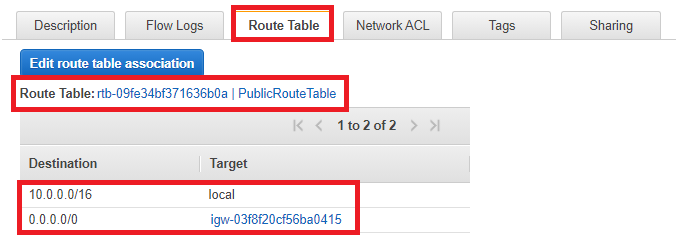 Description Flow Logs Route Table Network ACL Tags Sharing
Edit route table association
Route Table: rtb-09fe34bf371636b0a | PublicRouteTable
1 to 2 of 2
Destination Target
10.0.0.0/16 local
0.0.0.0/0 igw-03f8f20cf56ba0415